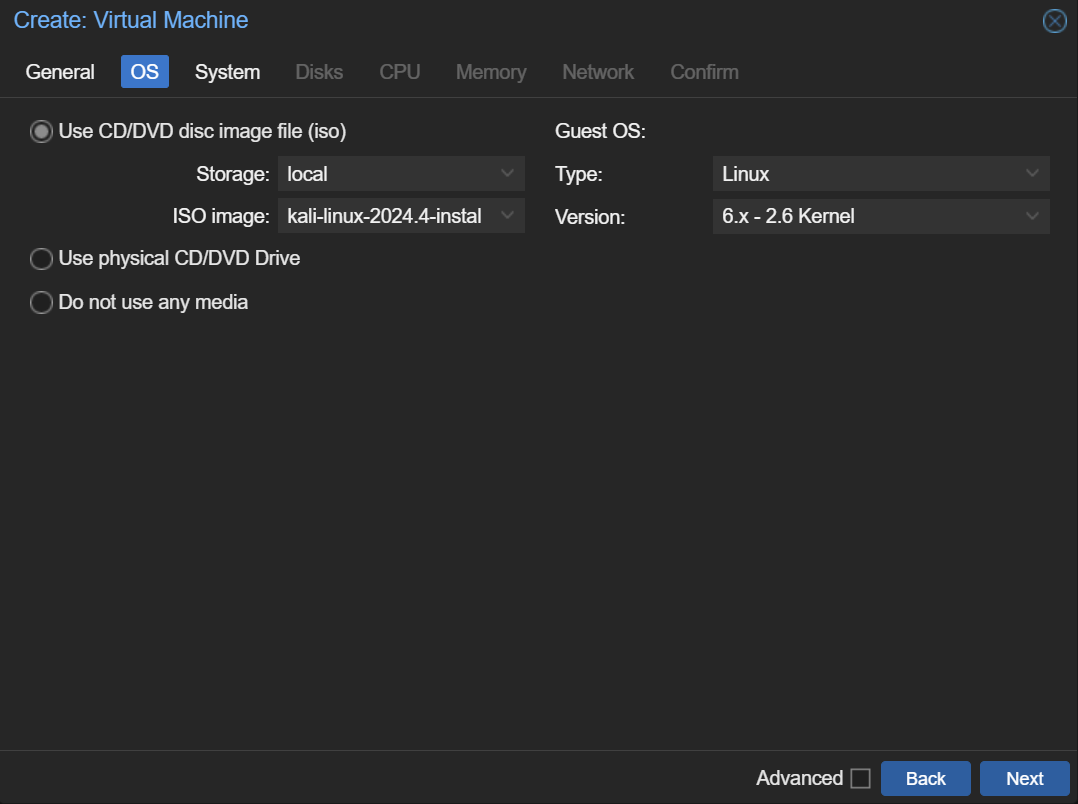 Create: Virtual Machine
General OS System Disks CPU Memory Network Confirm
Use CD/DVD disc image file (iso)
Storage: local
ISO image: kali-linux-2024.4-instal
Use physical CD/DVD Drive
Do not use any media
Guest OS:
Type: Linux
Version: 6.x - 2.6 Kernel
Advanced Back Next